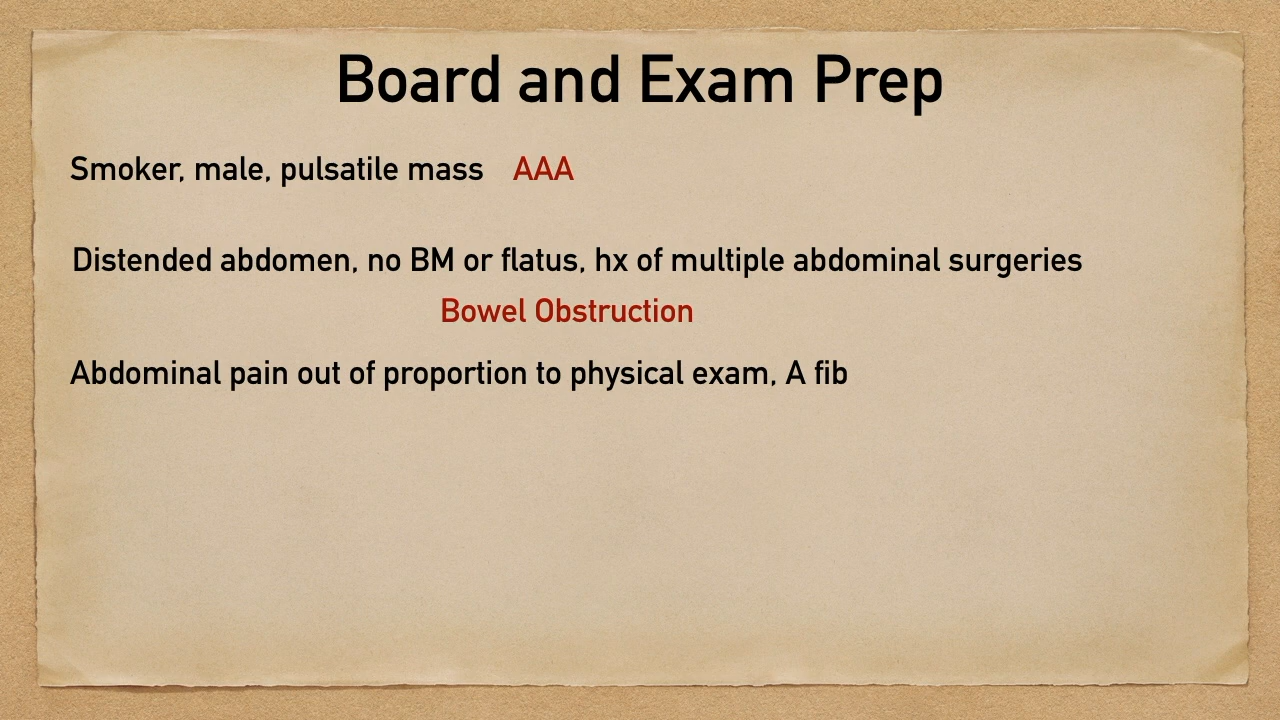 Board and Exam Prep
Smoker, male, pulsatile mass AAA
Distended abdomen, no BM or flatus, hx of multiple abdominal surgeries
Bowel Obstruction
Abdominal pain out of proportion to physical exam, A fib